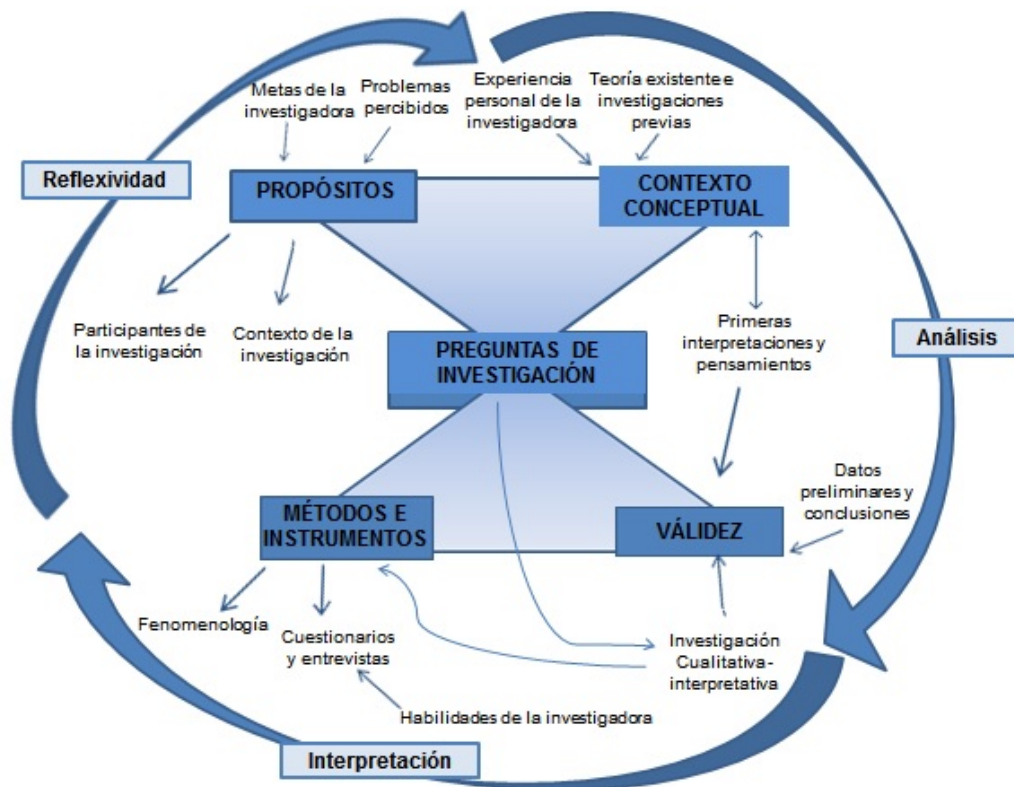 Metas de la
investigadora
Problemas
percibidos
Experiencia
personal de la
investigadora
Teoría existente e
investigaciones
previas
Reflexividad
PROPÓSITOS
CONTEXTO
CONCEPTUAL
Participantes de
la investigación
Contexto de la
investigación
PREGUNTAS DE
INVESTIGACIÓN
Primeras
interpretaciones y
pensamientos
Análisis
Datos
preliminares y
conclusiones
MÉTODOS E
INSTRUMENTOS
VÁLIDEZ
Fenomenología
Cuestionarios
y entrevistas
Investigación
Cualitativa-
interpretativa
Habilidades de la investigadora
Interpretación